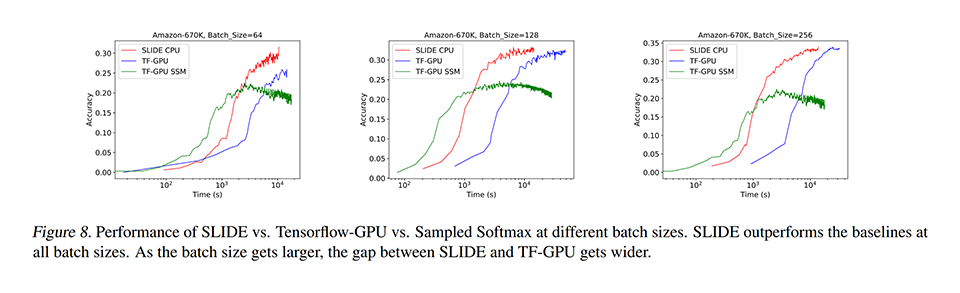 Amazon-670K, Batch_Size=64
SLIDE CPU
TF-GPU
TF-GPU SSM
Accuracy
0.30
0.25
0.20
0.15
0.10
0.05
0.00
10² 10³ 10⁴
Time (s)
Amazon-670K, Batch_Size=128
SLIDE CPU
TF-GPU
TF-GPU SSM
Accuracy
0.30
0.25
0.20
0.15
0.10
0.05
0.00
10² 10³ 10⁴
Time (s)
Amazon-670K, Batch_Size=256
SLIDE CPU
TF-GPU
TF-GPU SSM
Accuracy
0.35
0.30
0.25
0.20
0.15
0.10
0.05
0.00
10² 10³ 10⁴
Time (s)
Figure 8. Performance of SLIDE vs. Tensorflow-GPU vs. Sampled Softmax at different batch sizes. SLIDE outperforms the baselines at
all batch sizes. As the batch size gets larger, the gap between SLIDE and TF-GPU gets wider.